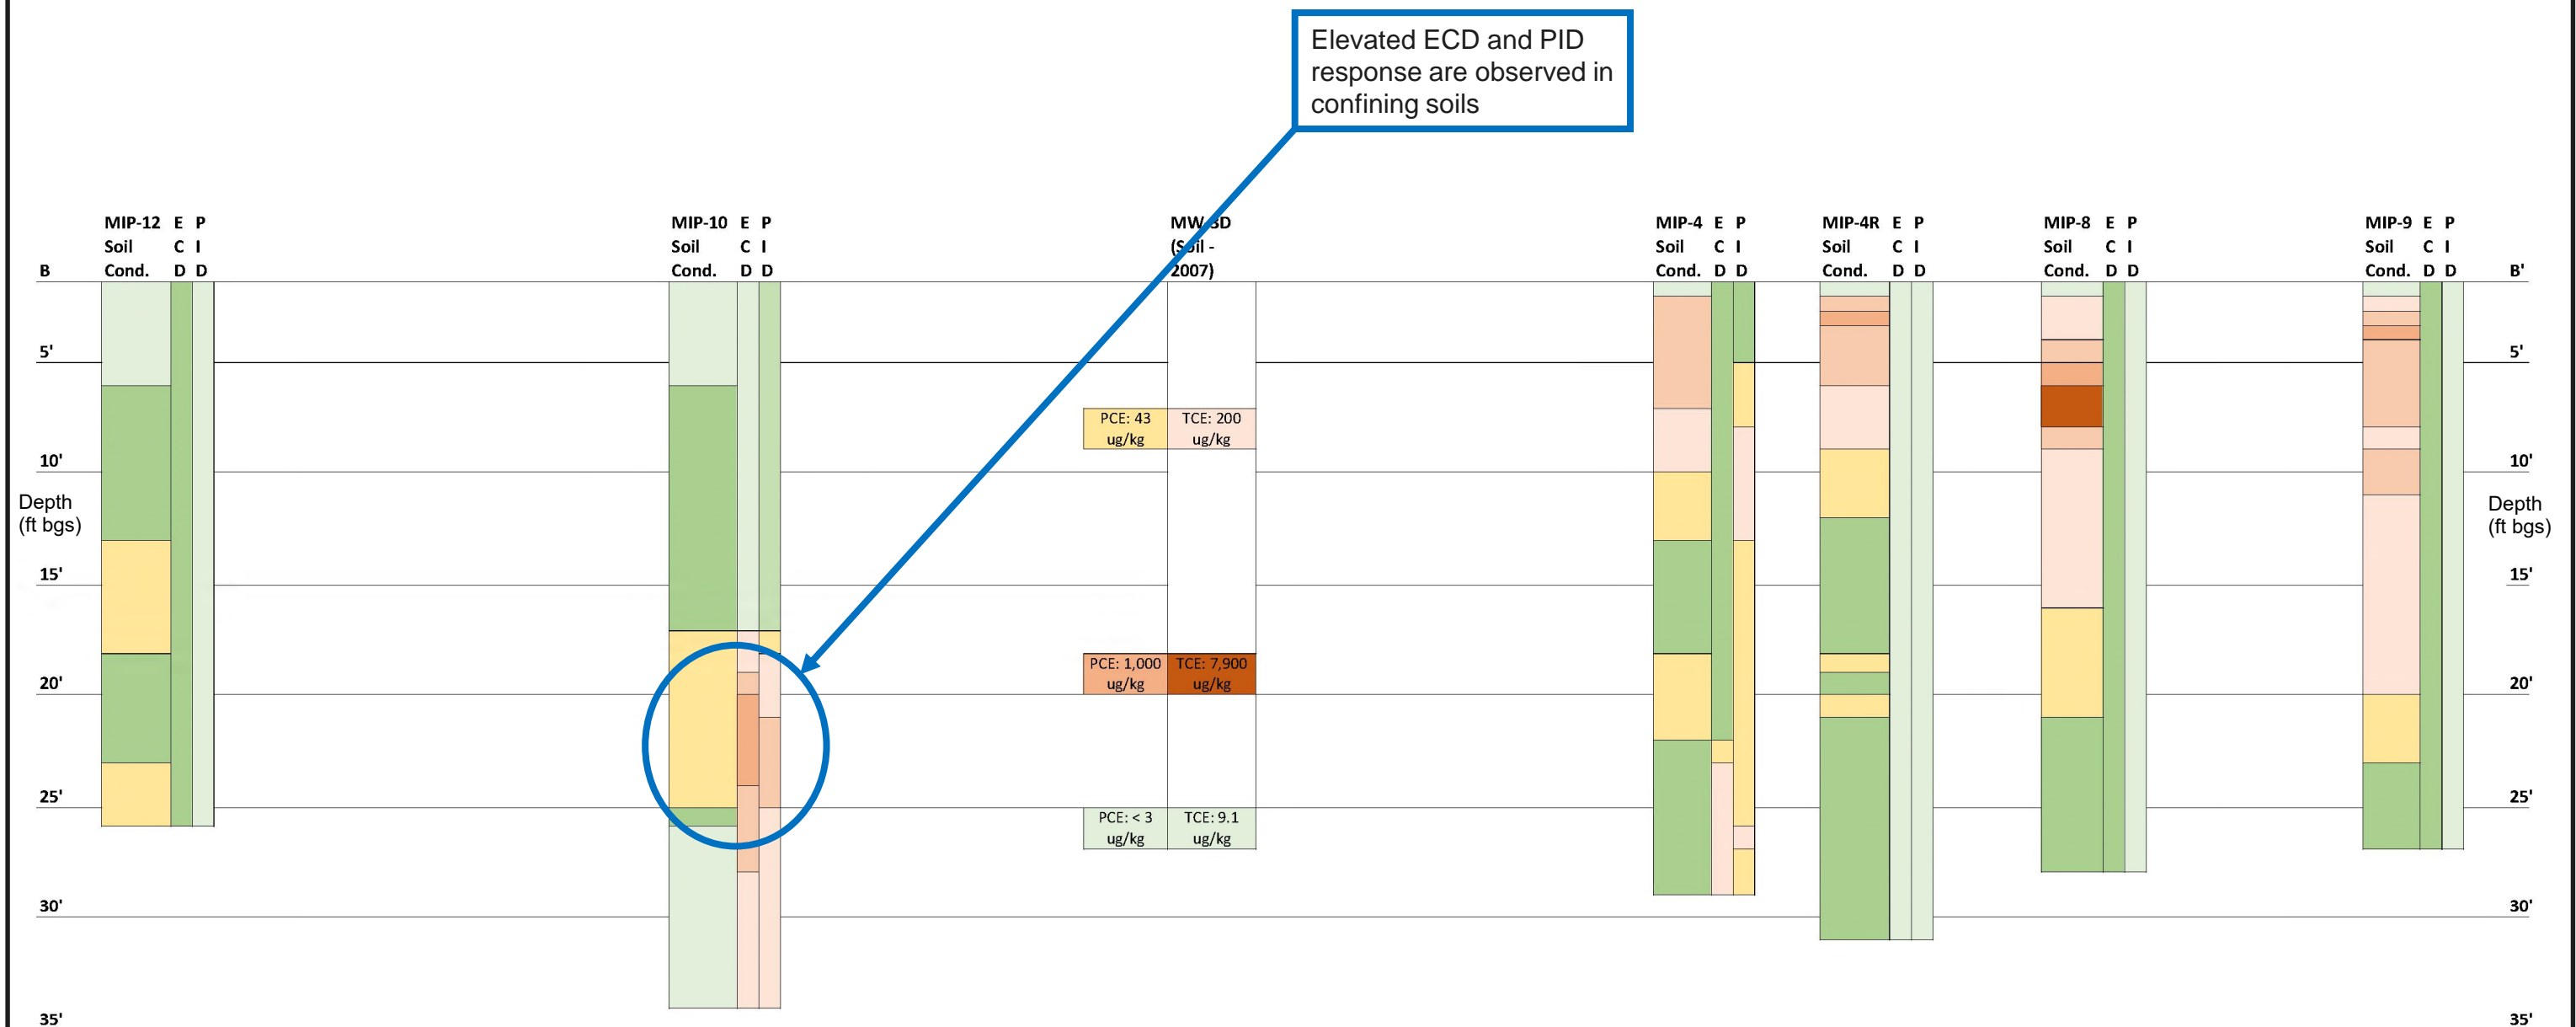 Elevated ECD and PID
response are observed in
confining soils
MIP-12 E P
Soil C I
Cond. D D
MIP-10 E P
Soil C I
Cond. D D
MW-3D
(Soil -
2007)
MIP-4 E P
Soil C I
Cond. D D
MIP-4R E P
Soil C I
Cond. D D
MIP-8 E P
Soil C I
Cond. D D
MIP-9 E P
Soil C I
Cond. D D
B
B'
5'
5'
PCE: 43
ug/kg
TCE: 200
ug/kg
10'
10'
Depth
(ft bgs)
Depth
(ft bgs)
15'
15'
PCE: 1,000
ug/kg
TCE: 7,900
ug/kg
20'
20'
25'
25'
PCE: < 3
ug/kg
TCE: 9.1
ug/kg
30'
30'
35'
35'